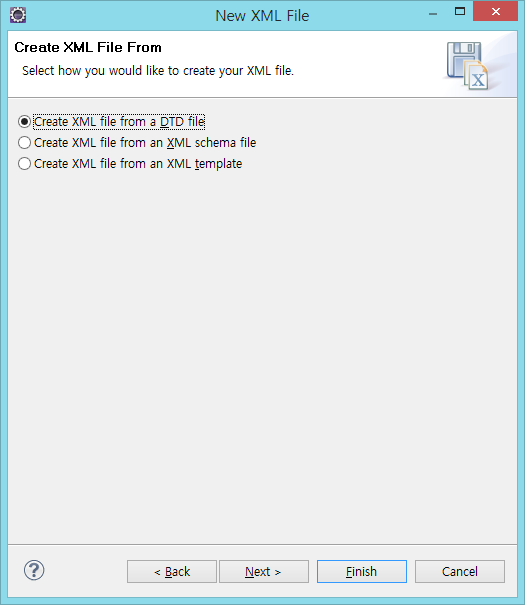 New XML File
Create XML File From
Select how you would like to create your XML file.
X
Create XML file from a DTD file
Create XML file from an XML schema file
Create XML file from an XML template
?
< Back
Next >
Finish
Cancel